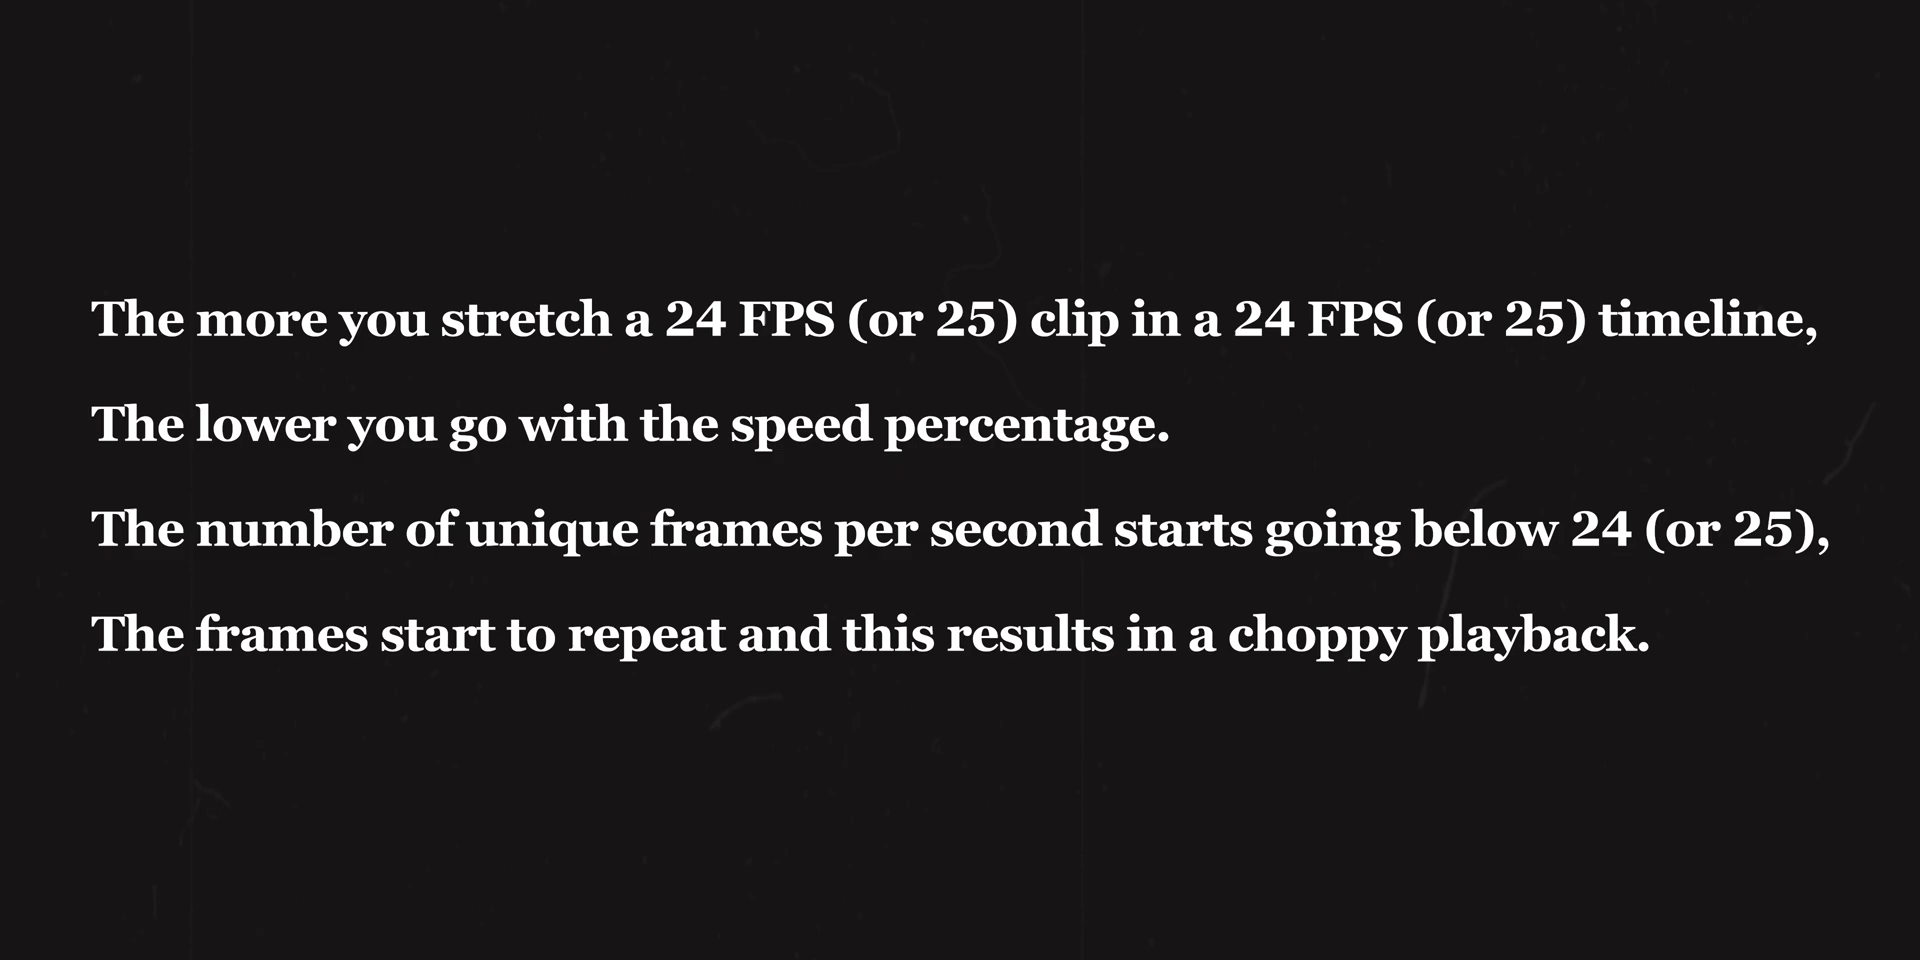 The more you stretch a 24 FPS (or 25) clip in a 24 FPS (or 25) timeline,
The lower you go with the speed percentage.
The number of unique frames per second starts going below 24 (or 25),
The frames start to repeat and this results in a choppy playback.